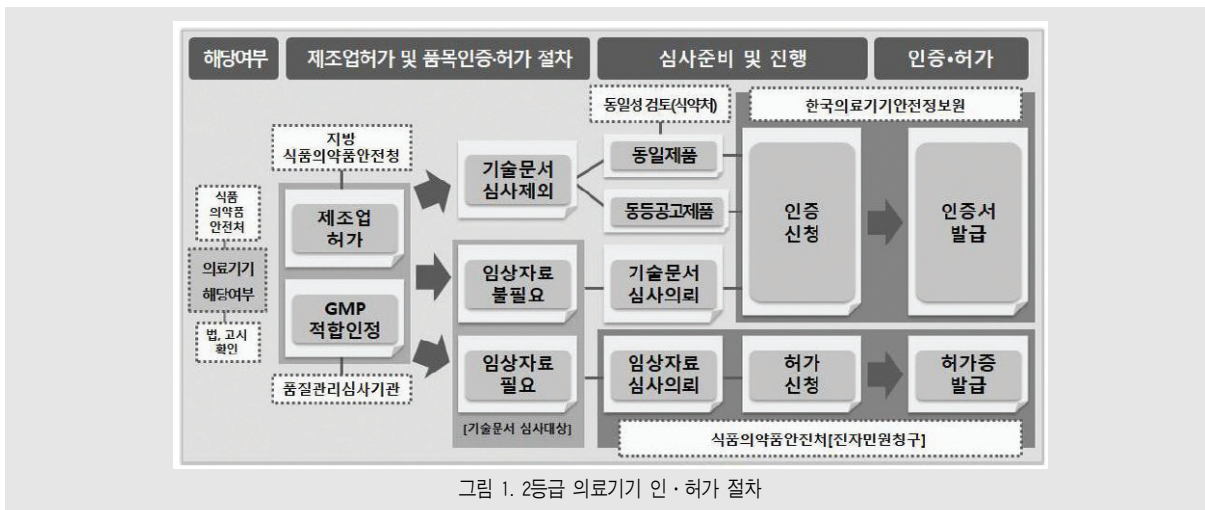 해당여부
제조업허가 및 품목인증·허가 절차
심사준비 및 진행
인증•허가
식품
의약품
안전처
의료기기
해당여부
법, 고시
확인
지방
식품의약품안전청
제조업
허가
GMP
적합인정
품질관리심사기관
기술문서
심사제외
임상자료
불필요
임상자료
필요
[기술문서 심사대상]
동일성 검토(식약처)
동일제품
동등공고제품
기술문서
심사의뢰
임상자료
심사의뢰
한국의료기기안전정보원
인증
신청
인증서
발급
허가
신청
허가증
발급
식품의약품안전처[전자민원창구]
그림 1. 2등급 의료기기 인·허가 절차